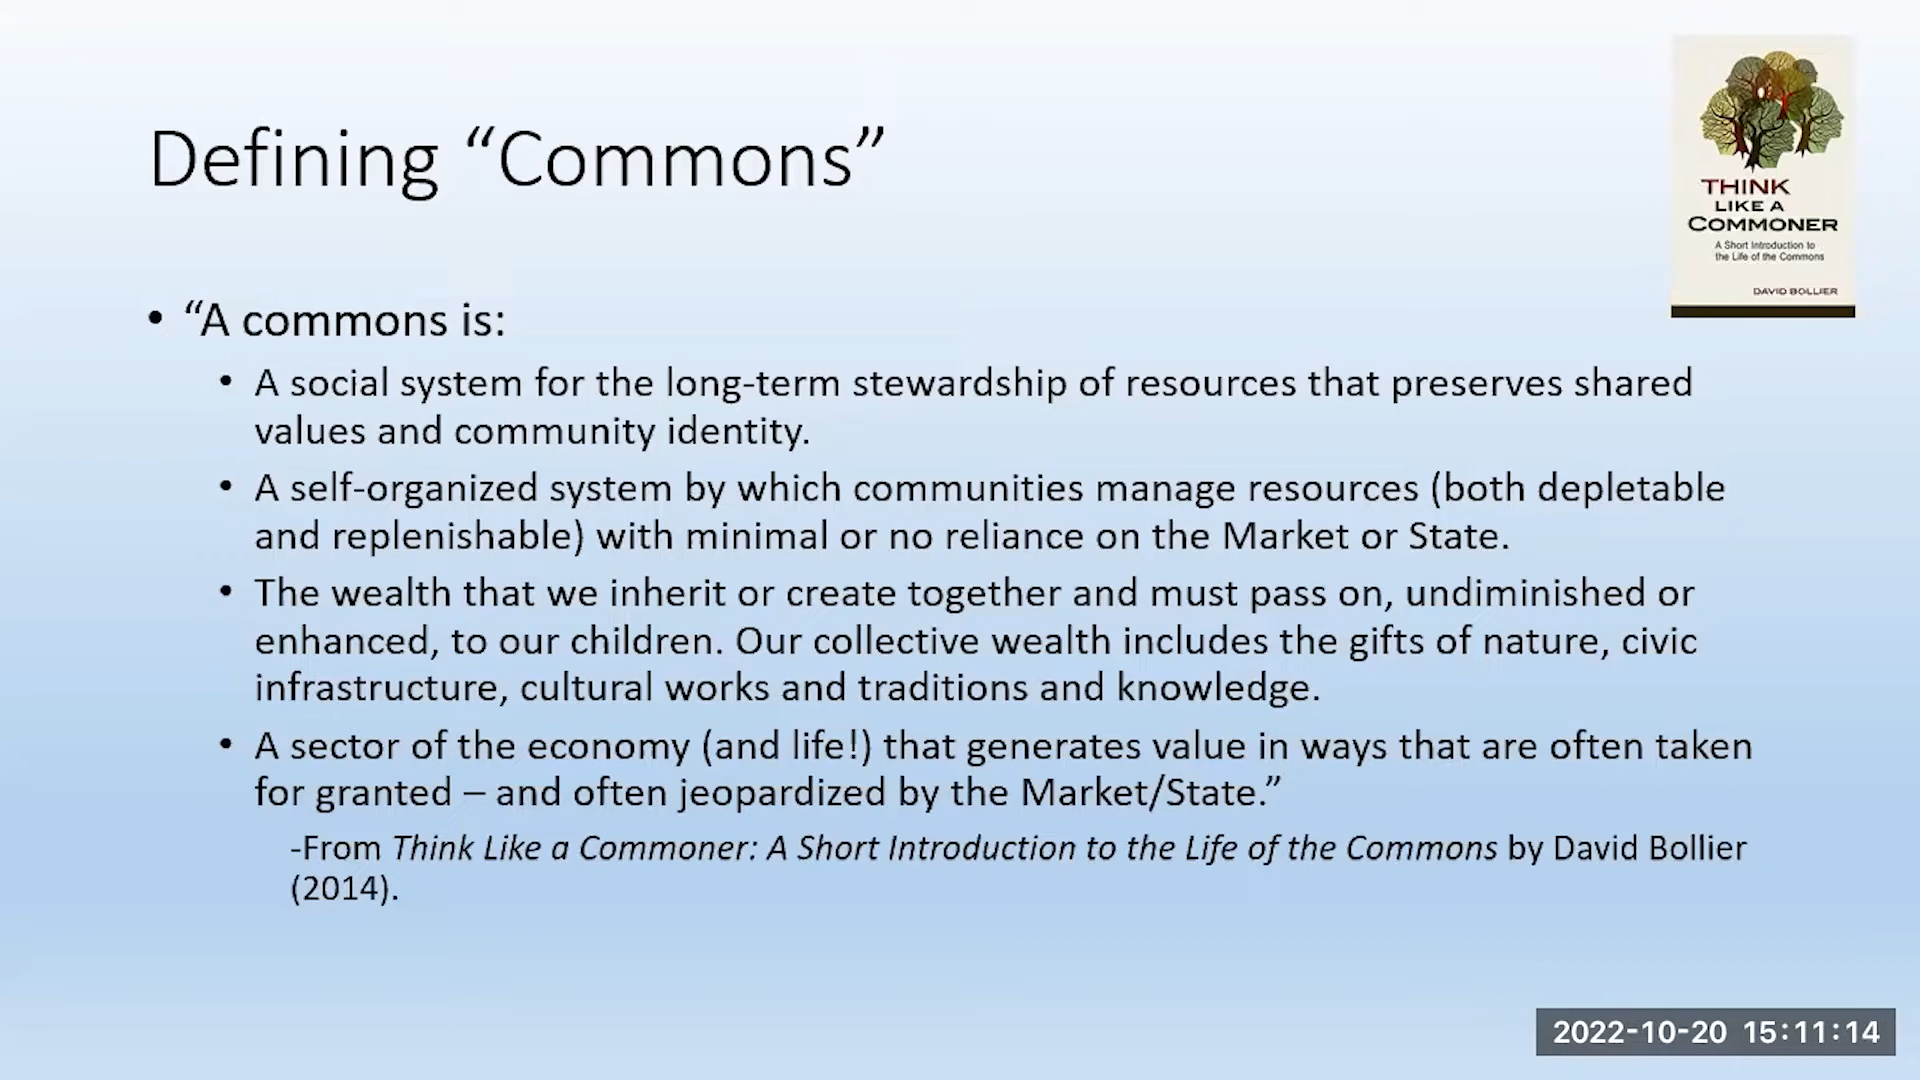 Defining “Commons”
THINK
LIKE A
COMMONER
A Short Introduction to
the Life of the Commons
DAVID BOLLIER
• “A commons is:
• A social system for the long-term stewardship of resources that preserves shared
values and community identity.
• A self-organized system by which communities manage resources (both depletable
and replenishable) with minimal or no reliance on the Market or State.
• The wealth that we inherit or create together and must pass on, undiminished or
enhanced, to our children. Our collective wealth includes the gifts of nature, civic
infrastructure, cultural works and traditions and knowledge.
• A sector of the economy (and life!) that generates value in ways that are often taken
for granted – and often jeopardized by the Market/State.”
-From Think Like a Commoner: A Short Introduction to the Life of the Commons by David Bollier
(2014).
2022-10-20 15:11:14